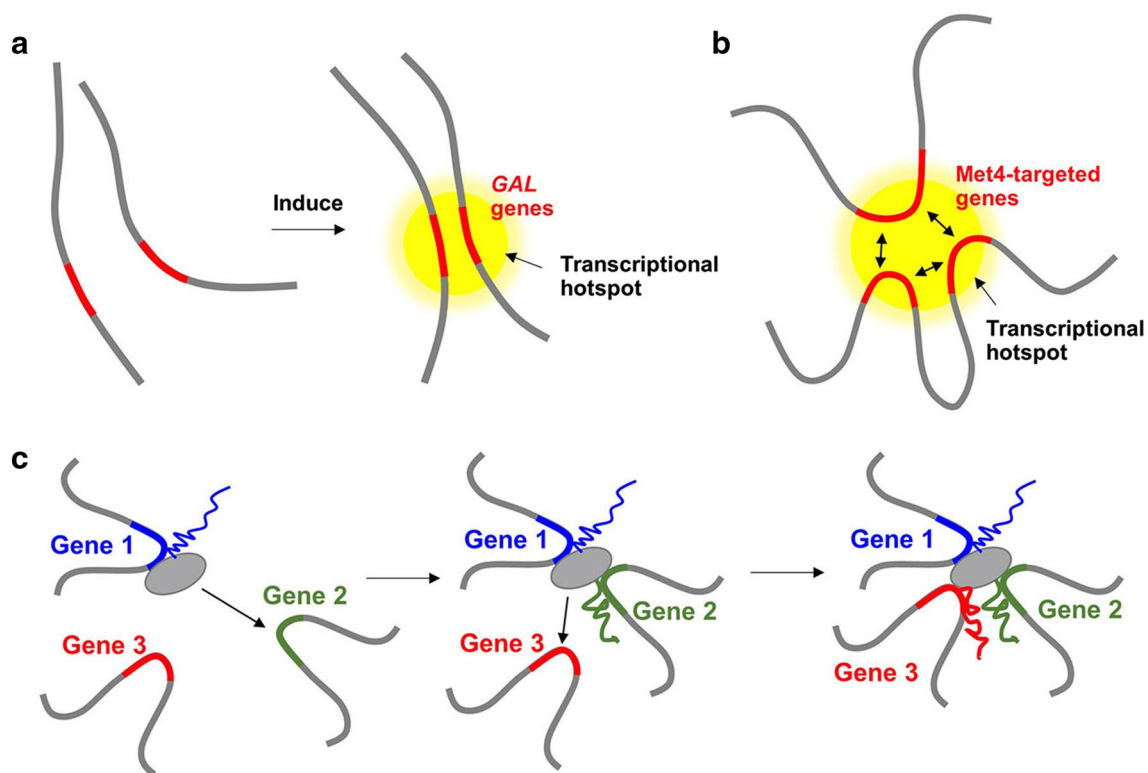 a
Induce
GAL
genes
Transcriptional
hotspot
b
Met4-targeted
genes
Transcriptional
hotspot
c
Gene 1
Gene 2
Gene 3
Gene 1
Gene 2
Gene 3
Gene 1
Gene 2
Gene 3